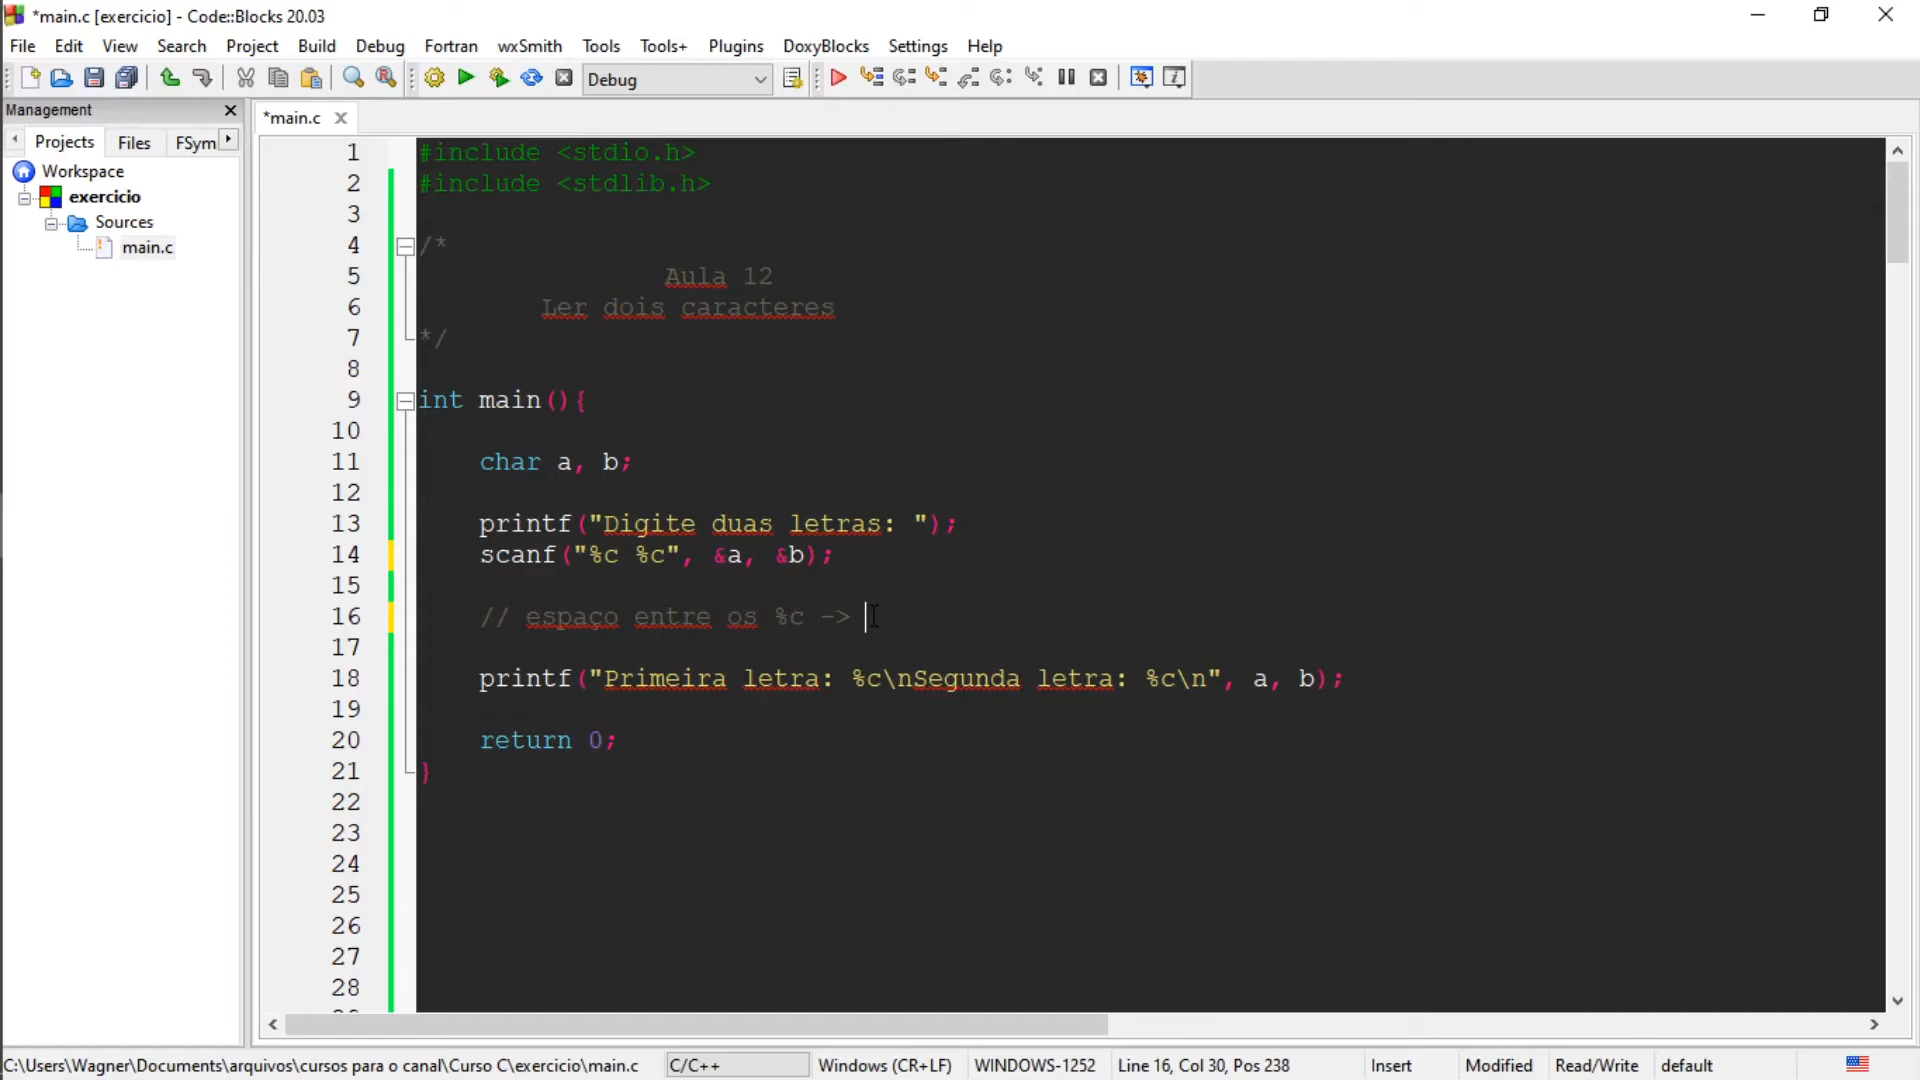 *main.c [exercicio] - Code::Blocks 20.03
File Edit View Search Project Build Debug Fortran wxSmith Tools Tools+ Plugins DoxyBlocks Settings Help
Debug
Management
Projects Files FSym
Workspace
exercicio
Sources
main.c
*main.c
1 #include <stdio.h>
2 #include <stdlib.h>
3
4 /*
5 Aula 12
6 Ler dois caracteres
7 */
8
9 int main(){
10
11 char a, b;
12
13 printf("Digite duas letras: ");
14 scanf("%c %c", &a, &b);
15
16 // espaço entre os %c ->
17
18 printf("Primeira letra: %c\nSegunda letra: %c\n", a, b);
19
20 return 0;
21 }
22
23
24
25
26
27
28
C:\Users\Wagner\Documents\arquivos\cursos para o canal\Curso C\exercicio\main.c C/C++ Windows (CR+LF) WINDOWS-1252 Line 16, Col 30, Pos 238 Insert Modified Read/Write default